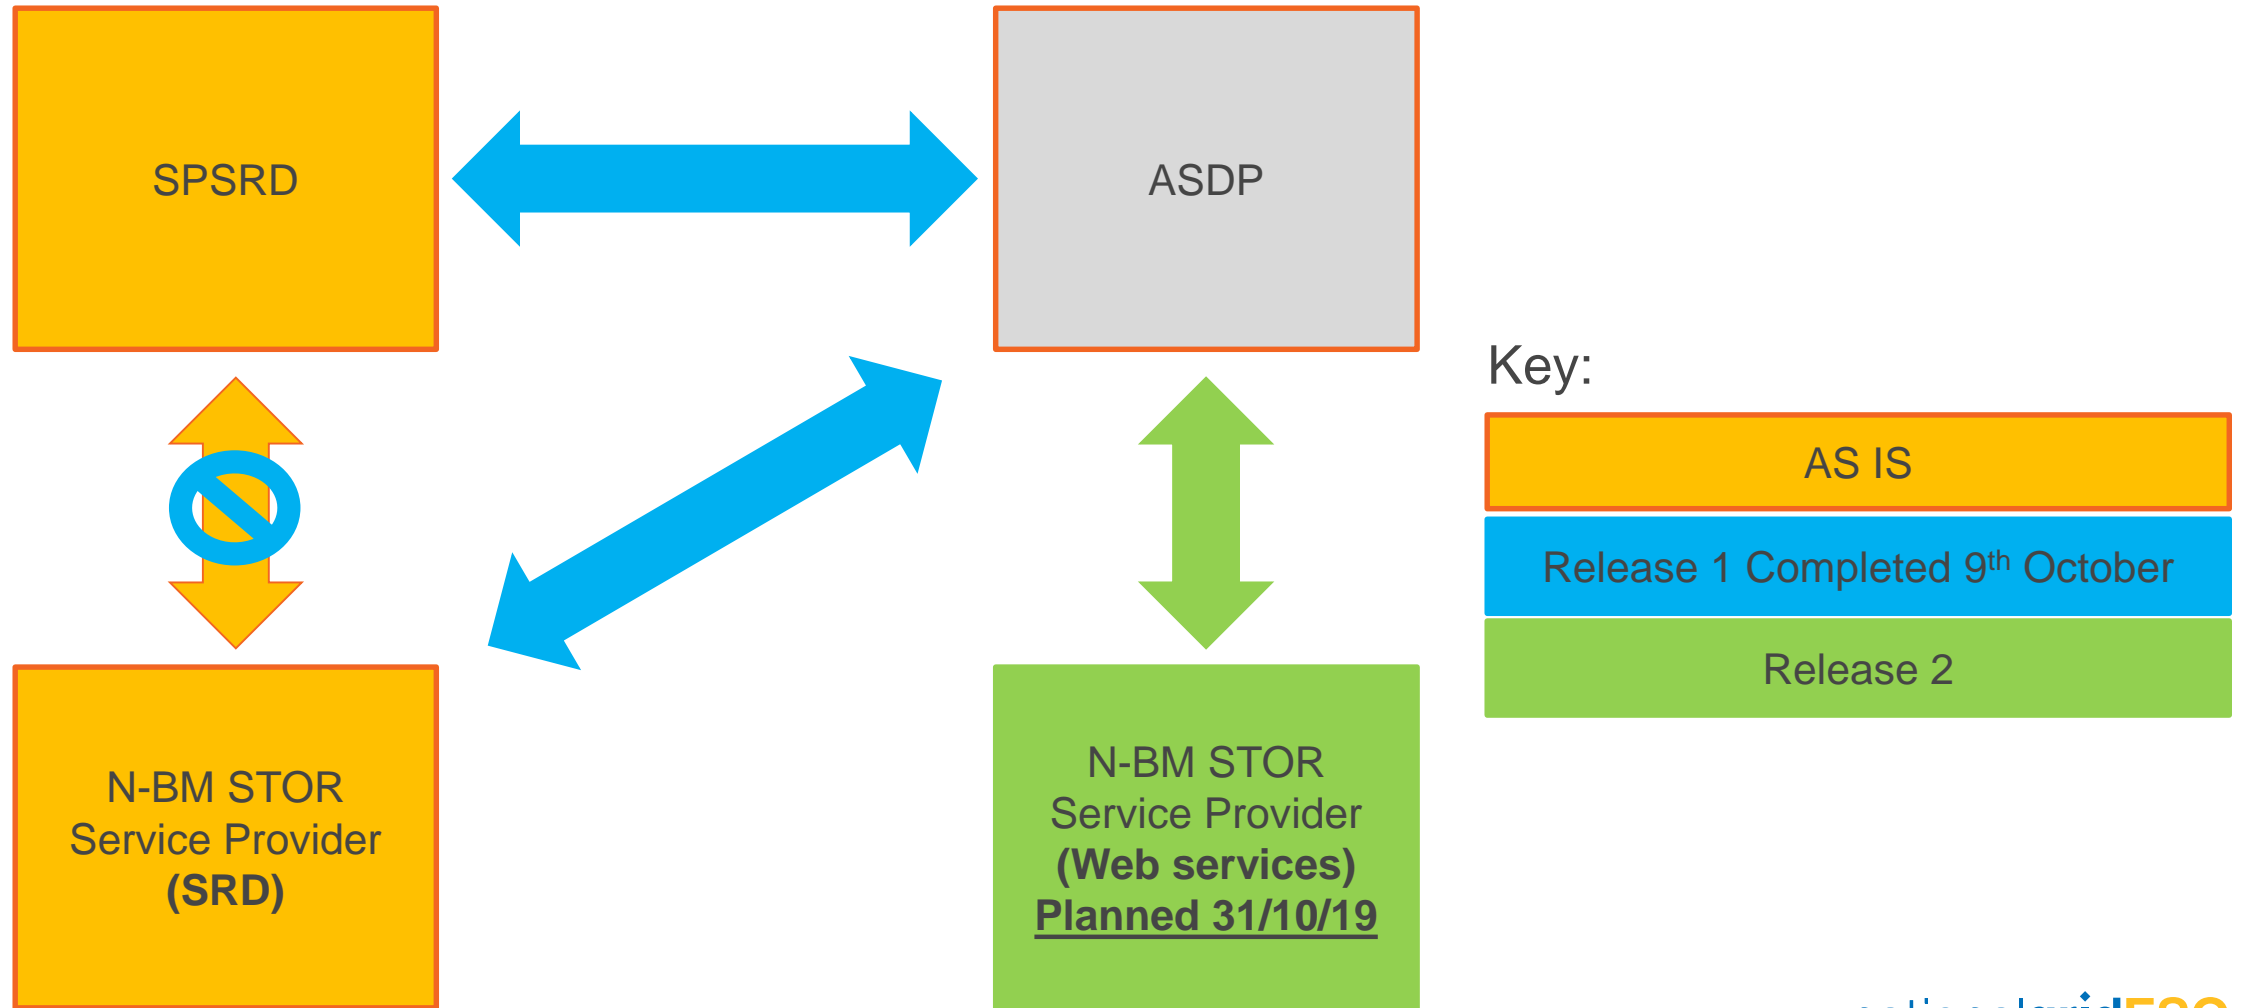 SPSRD
ASDP
N-BM STOR
Service Provider
(SRD)
N-BM STOR
Service Provider
(Web services)
Planned 31/10/19
Key:
AS IS
Release 1 Completed 9th October
Release 2
nationalgridESO